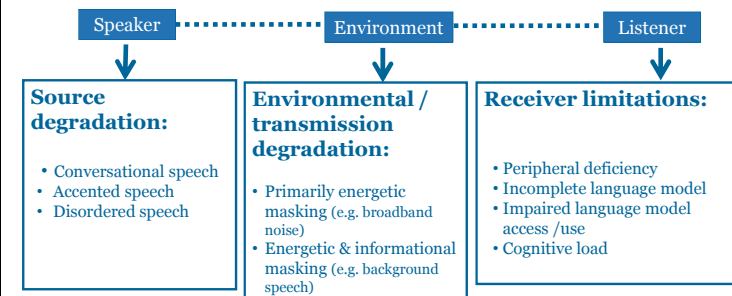 Speaker
Environment
Listener
Source
degradation:
• Conversational speech
• Accented speech
• Disordered speech
Environmental /
transmission
degradation:
• Primarily energetic
masking (e.g. broadband
noise)
• Energetic & informational
masking (e.g. background
speech)
Receiver limitations:
• Peripheral deficiency
• Incomplete language model
• Impaired language model
access /use
• Cognitive load